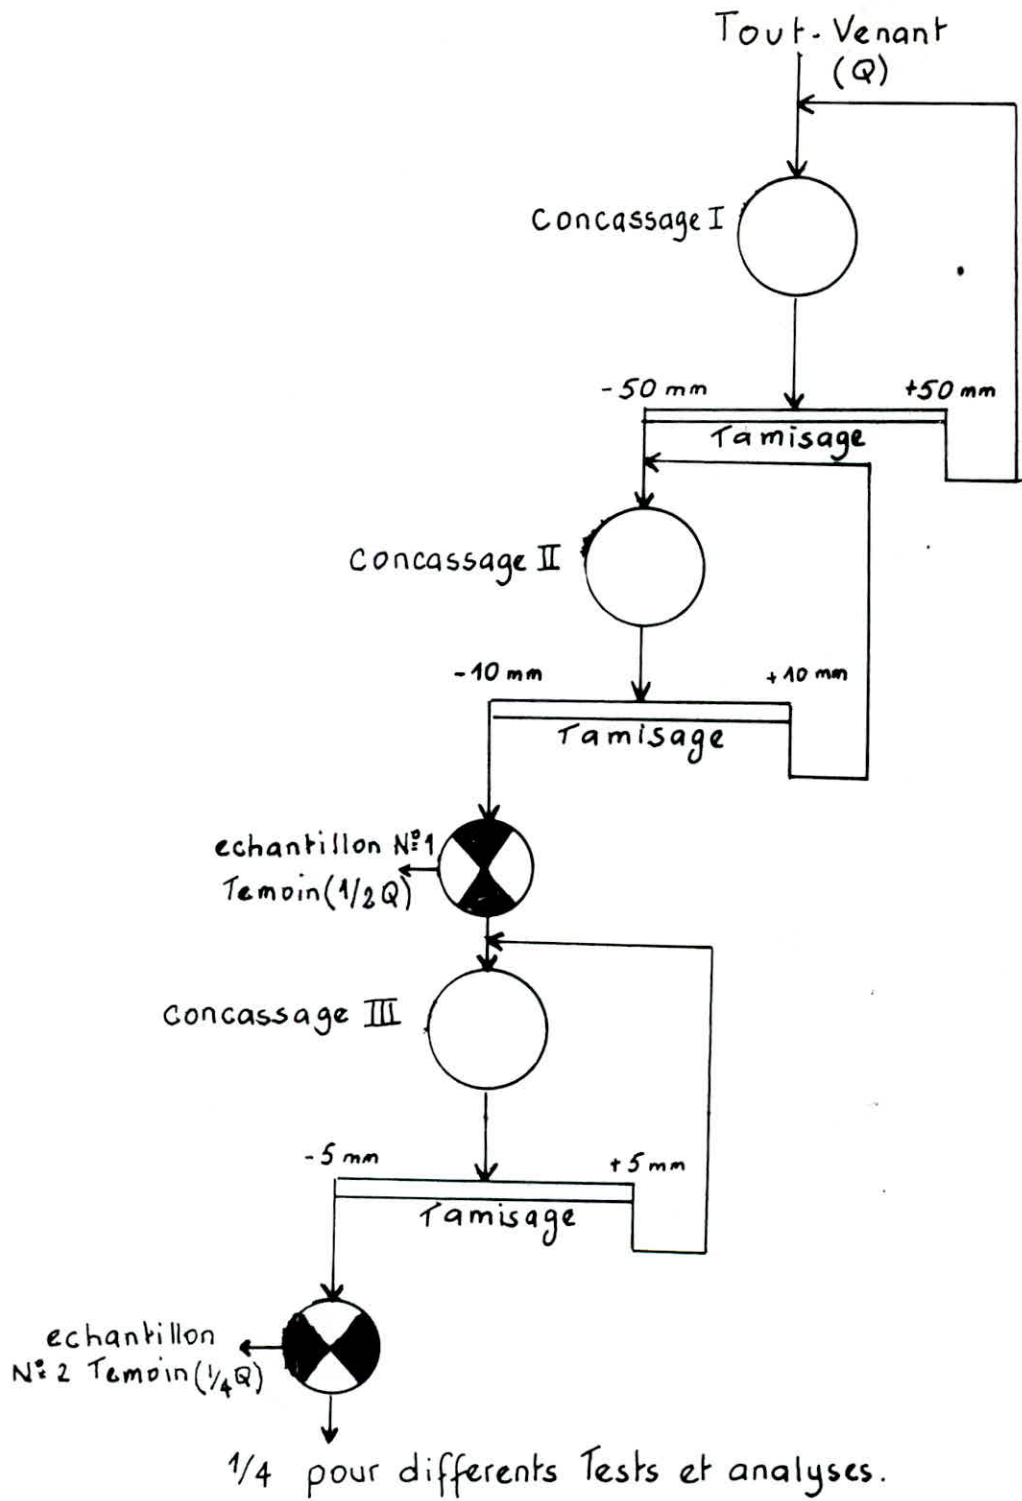 Tout-Venant
(Q)
Concassage I
-50 mm
+50 mm
Tamisage
Concassage II
-10 mm
+10 mm
Tamisage
echantillon N°1
Temoin (1/2Q)
Concassage III
-5 mm
+5 mm
Tamisage
echantillon
N°2 Temoin (1/4Q)
1/4 pour differents Tests et analyses.